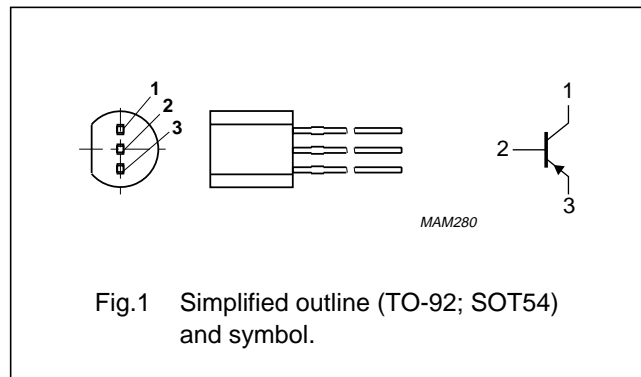 1
2
3
1
2
3
MAM280
Fig.1 Simplified outline (TO-92; SOT54)
and symbol.